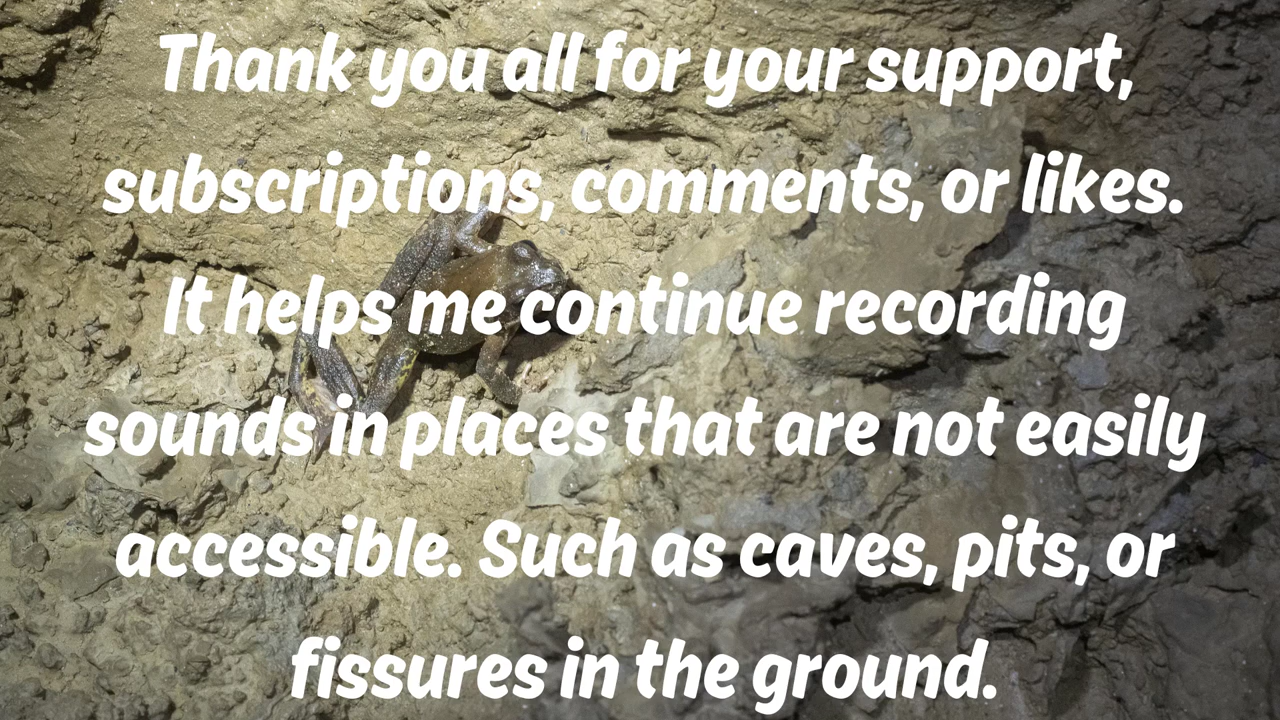 Thank you all for your support,
subscriptions, comments, or likes.
It helps me continue recording
sounds in places that are not easily
accessible. Such as caves, pits, or
fissures in the ground.